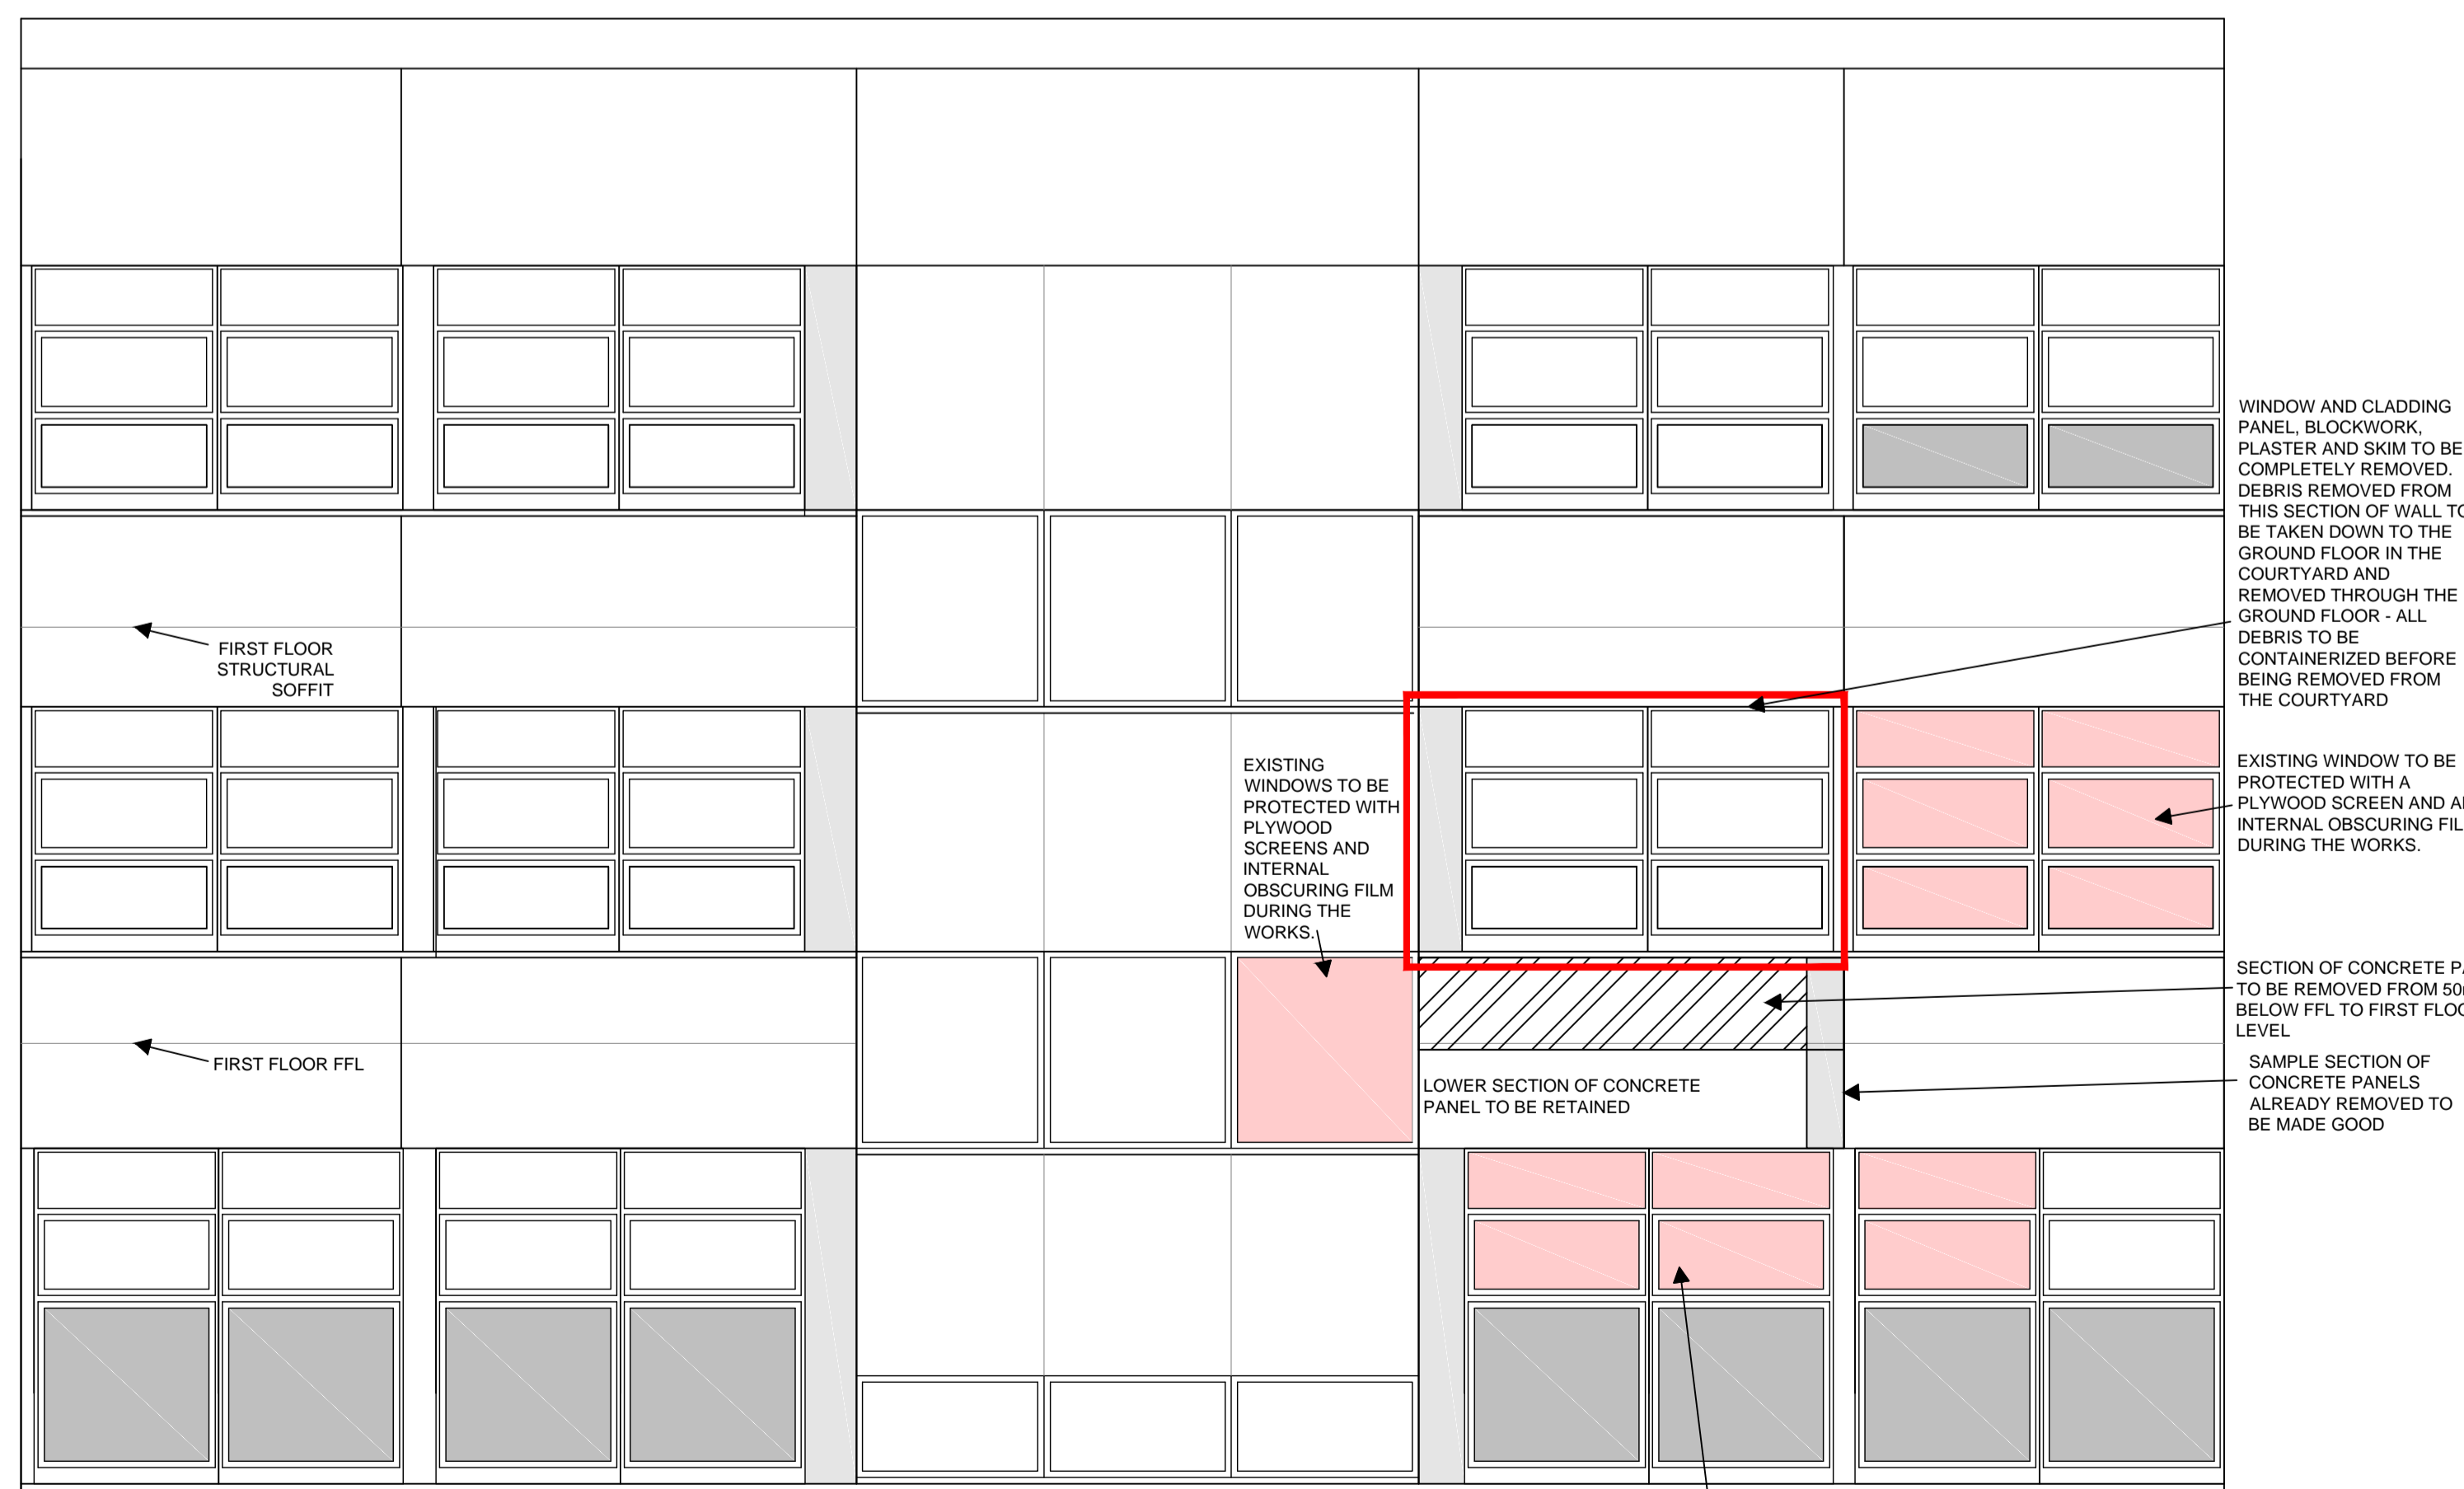 WINDOW AND CLADDING
PANEL, BLOCKWORK,
PLASTER AND SKIM TO BE
COMPLETELY REMOVED.
DEBRIS REMOVED FROM
THIS SECTION OF WALL TO
BE TAKEN DOWN TO THE
GROUND FLOOR IN THE
COURTYARD AND
REMOVED THROUGH THE
GROUND FLOOR - ALL
DEBRIS TO BE
CONTAINERIZED BEFORE
BEING REMOVED FROM
THE COURTYARD
FIRST FLOOR
STRUCTURAL
SOFFIT
EXISTING
WINDOWS TO BE
PROTECTED WITH
PLYWOOD
SCREENS AND
INTERNAL
OBSCURING FILM
DURING THE
WORKS.
EXISTING WINDOW TO BE
PROTECTED WITH A
PLYWOOD SCREEN AND
INTERNAL OBSCURING
DURING THE WORKS.
SECTION OF CONCRETE
TO BE REMOVED FROM
BELOW FFL TO FIRST
LEVEL
FIRST FLOOR FFL
LOWER SECTION OF CONCRETE
PANEL TO BE RETAINED
SAMPLE SECTION OF
CONCRETE PANELS
ALREADY REMOVED TO
BE MADE GOOD